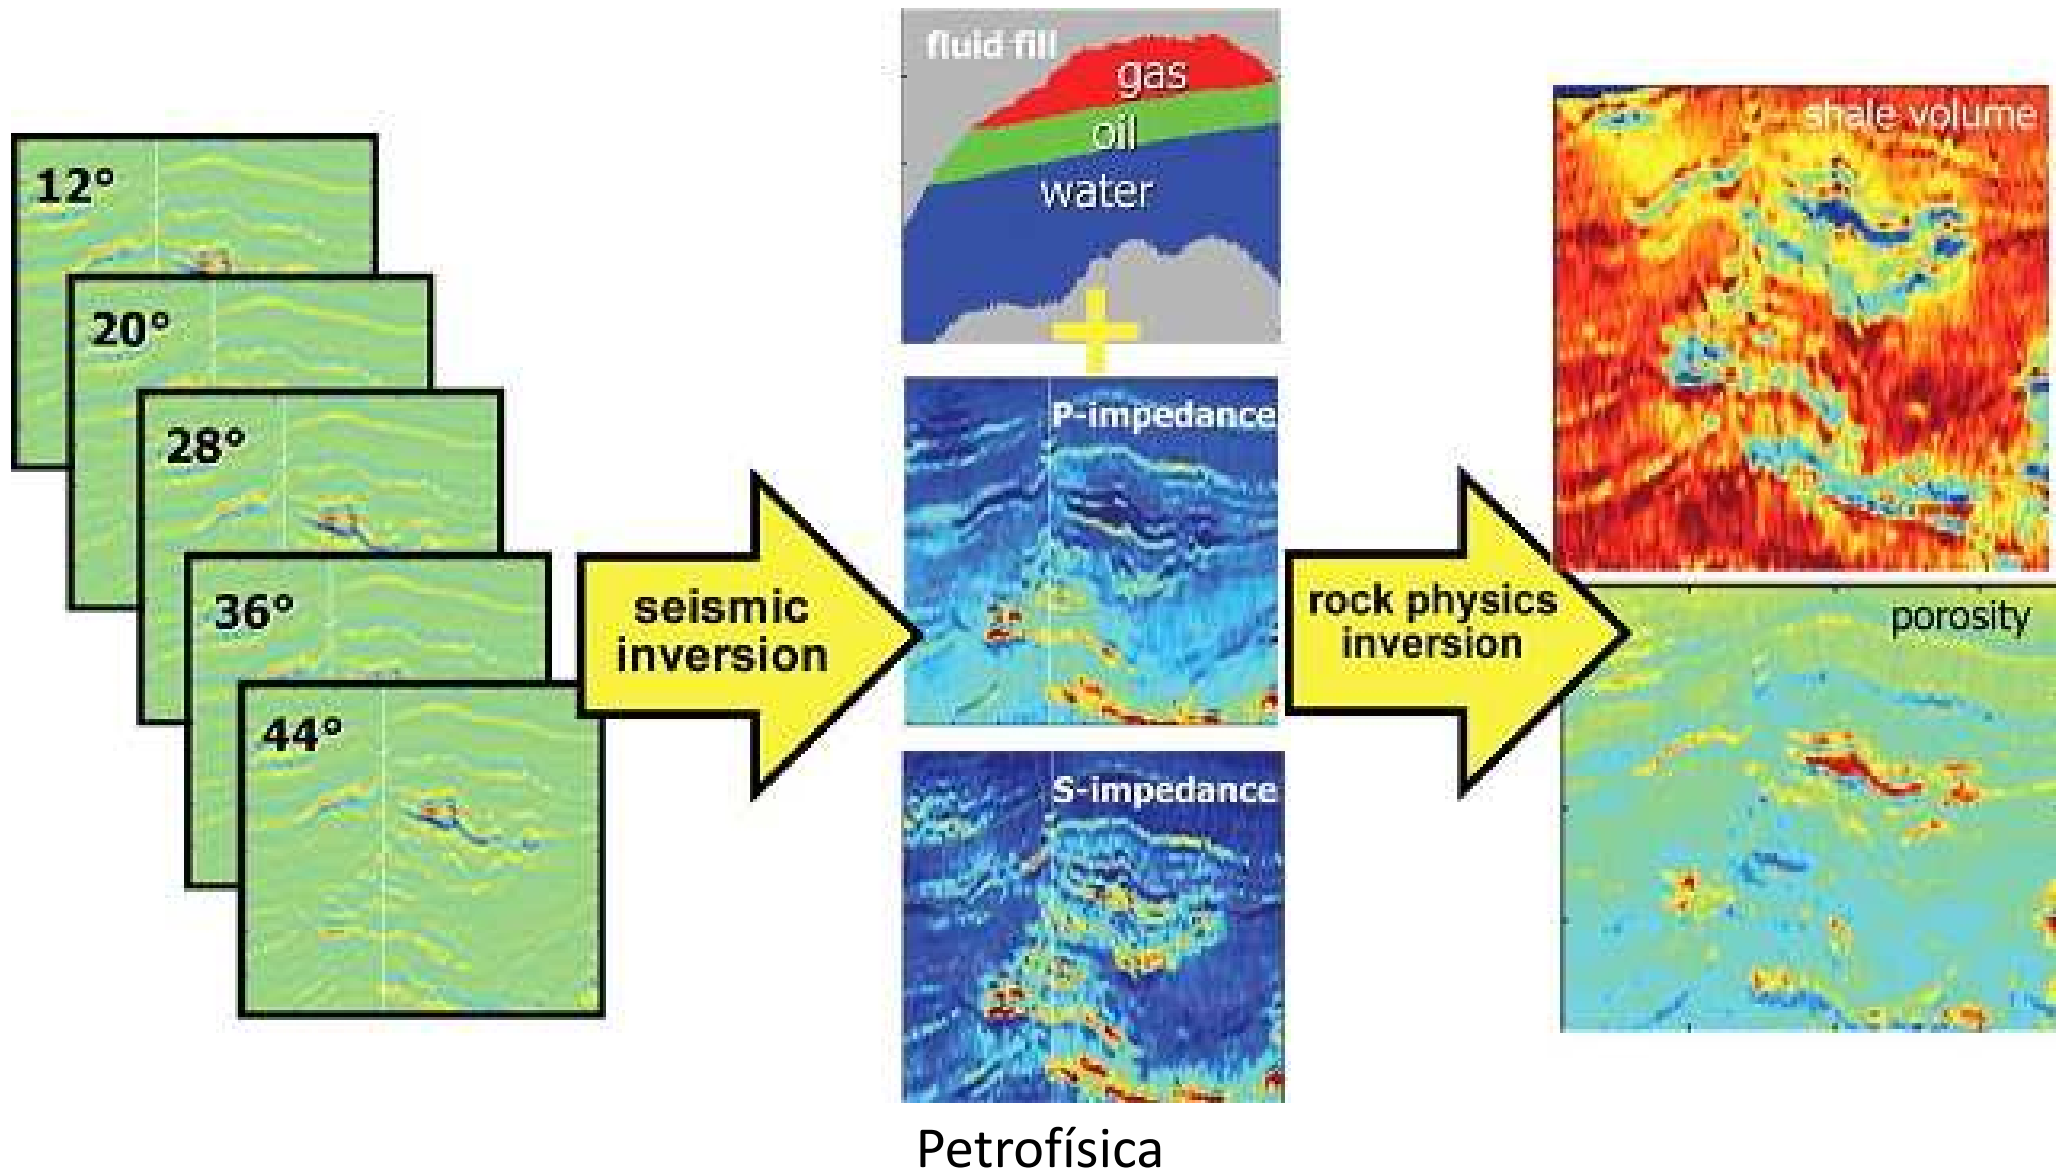 12°
20°
28°
36°
44°
seismic
inversion
fluid fill
gas
oil
water
P-impedance
S-impedance
rock physics
inversion
shale volume
porosity
Petrofísica